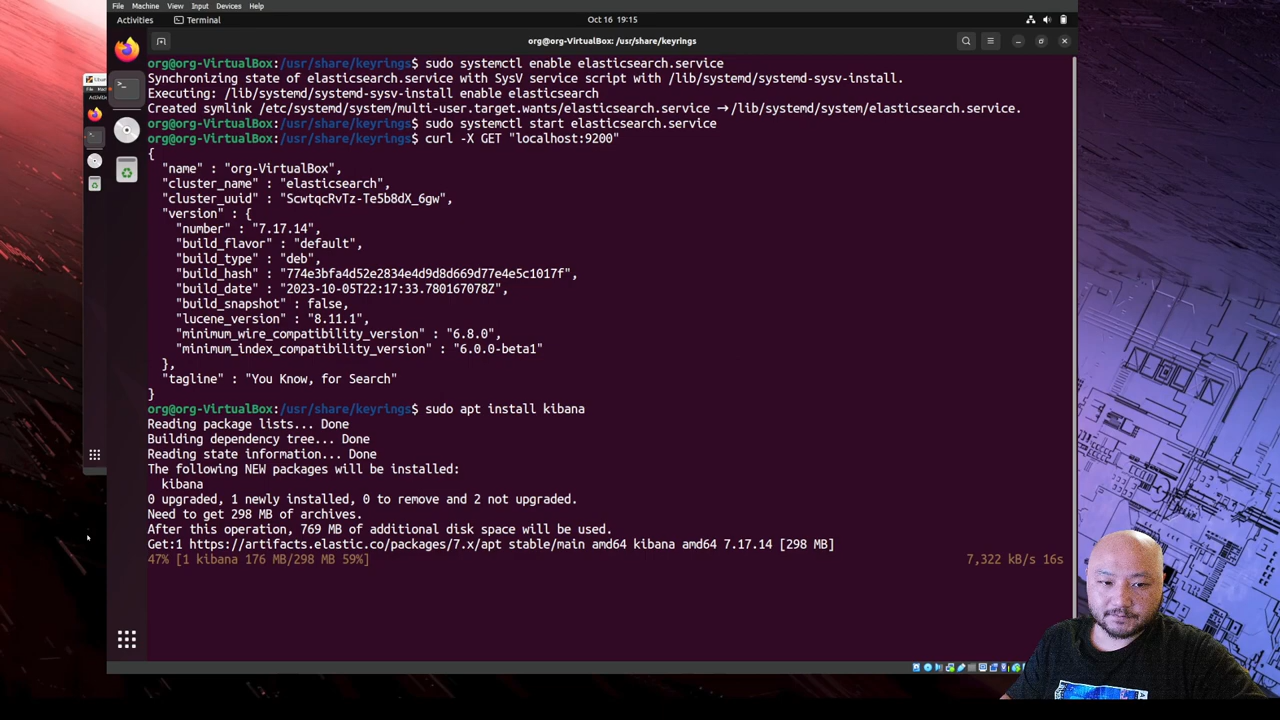 File Machine View Input Devices Help
Activities Terminal Oct 16 19:15
org@org-VirtualBox: /usr/share/keyrings
org@org-VirtualBox:/usr/share/keyrings$ sudo systemctl enable elasticsearch.service
Synchronizing state of elasticsearch.service with SysV service script with /lib/systemd/systemd-sysv-install.
Executing: /lib/systemd/systemd-sysv-install enable elasticsearch
Created symlink /etc/systemd/system/multi-user.target.wants/elasticsearch.service → /lib/systemd/system/elasticsearch.service.
org@org-VirtualBox:/usr/share/keyrings$ sudo systemctl start elasticsearch.service
org@org-VirtualBox:/usr/share/keyrings$ curl -X GET "localhost:9200"
{
"name" : "org-VirtualBox",
"cluster_name" : "elasticsearch",
"cluster_uuid" : "ScwtqcRvTz-Te5b8dX_6gw",
"version" : {
"number" : "7.17.14",
"build_flavor" : "default",
"build_type" : "deb",
"build_hash" : "774e3bfa4d52e2834e4d9d8d669d77e4e5c1017f",
"build_date" : "2023-10-05T22:17:33.780167078Z",
"build_snapshot" : false,
"lucene_version" : "8.11.1",
"minimum_wire_compatibility_version" : "6.8.0",
"minimum_index_compatibility_version" : "6.0.0-beta1"
},
"tagline" : "You Know, for Search"
}
org@org-VirtualBox:/usr/share/keyrings$ sudo apt install kibana
Reading package lists... Done
Building dependency tree... Done
Reading state information... Done
The following NEW packages will be installed:
kibana
0 upgraded, 1 newly installed, 0 to remove and 2 not upgraded.
Need to get 298 MB of archives.
After this operation, 769 MB of additional disk space will be used.
Get:1 https://artifacts.elastic.co/packages/7.x/apt stable/main amd64 kibana amd64 7.17.14 [298 MB]
47% [1 kibana 176 MB/298 MB 59%] 7,322 kB/s 16s